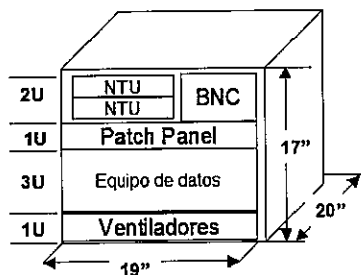 2U
NTU
NTU
BNC
1U
Patch Panel
17"
3U
Equipo de datos
20"
1U
Ventiladores
19"